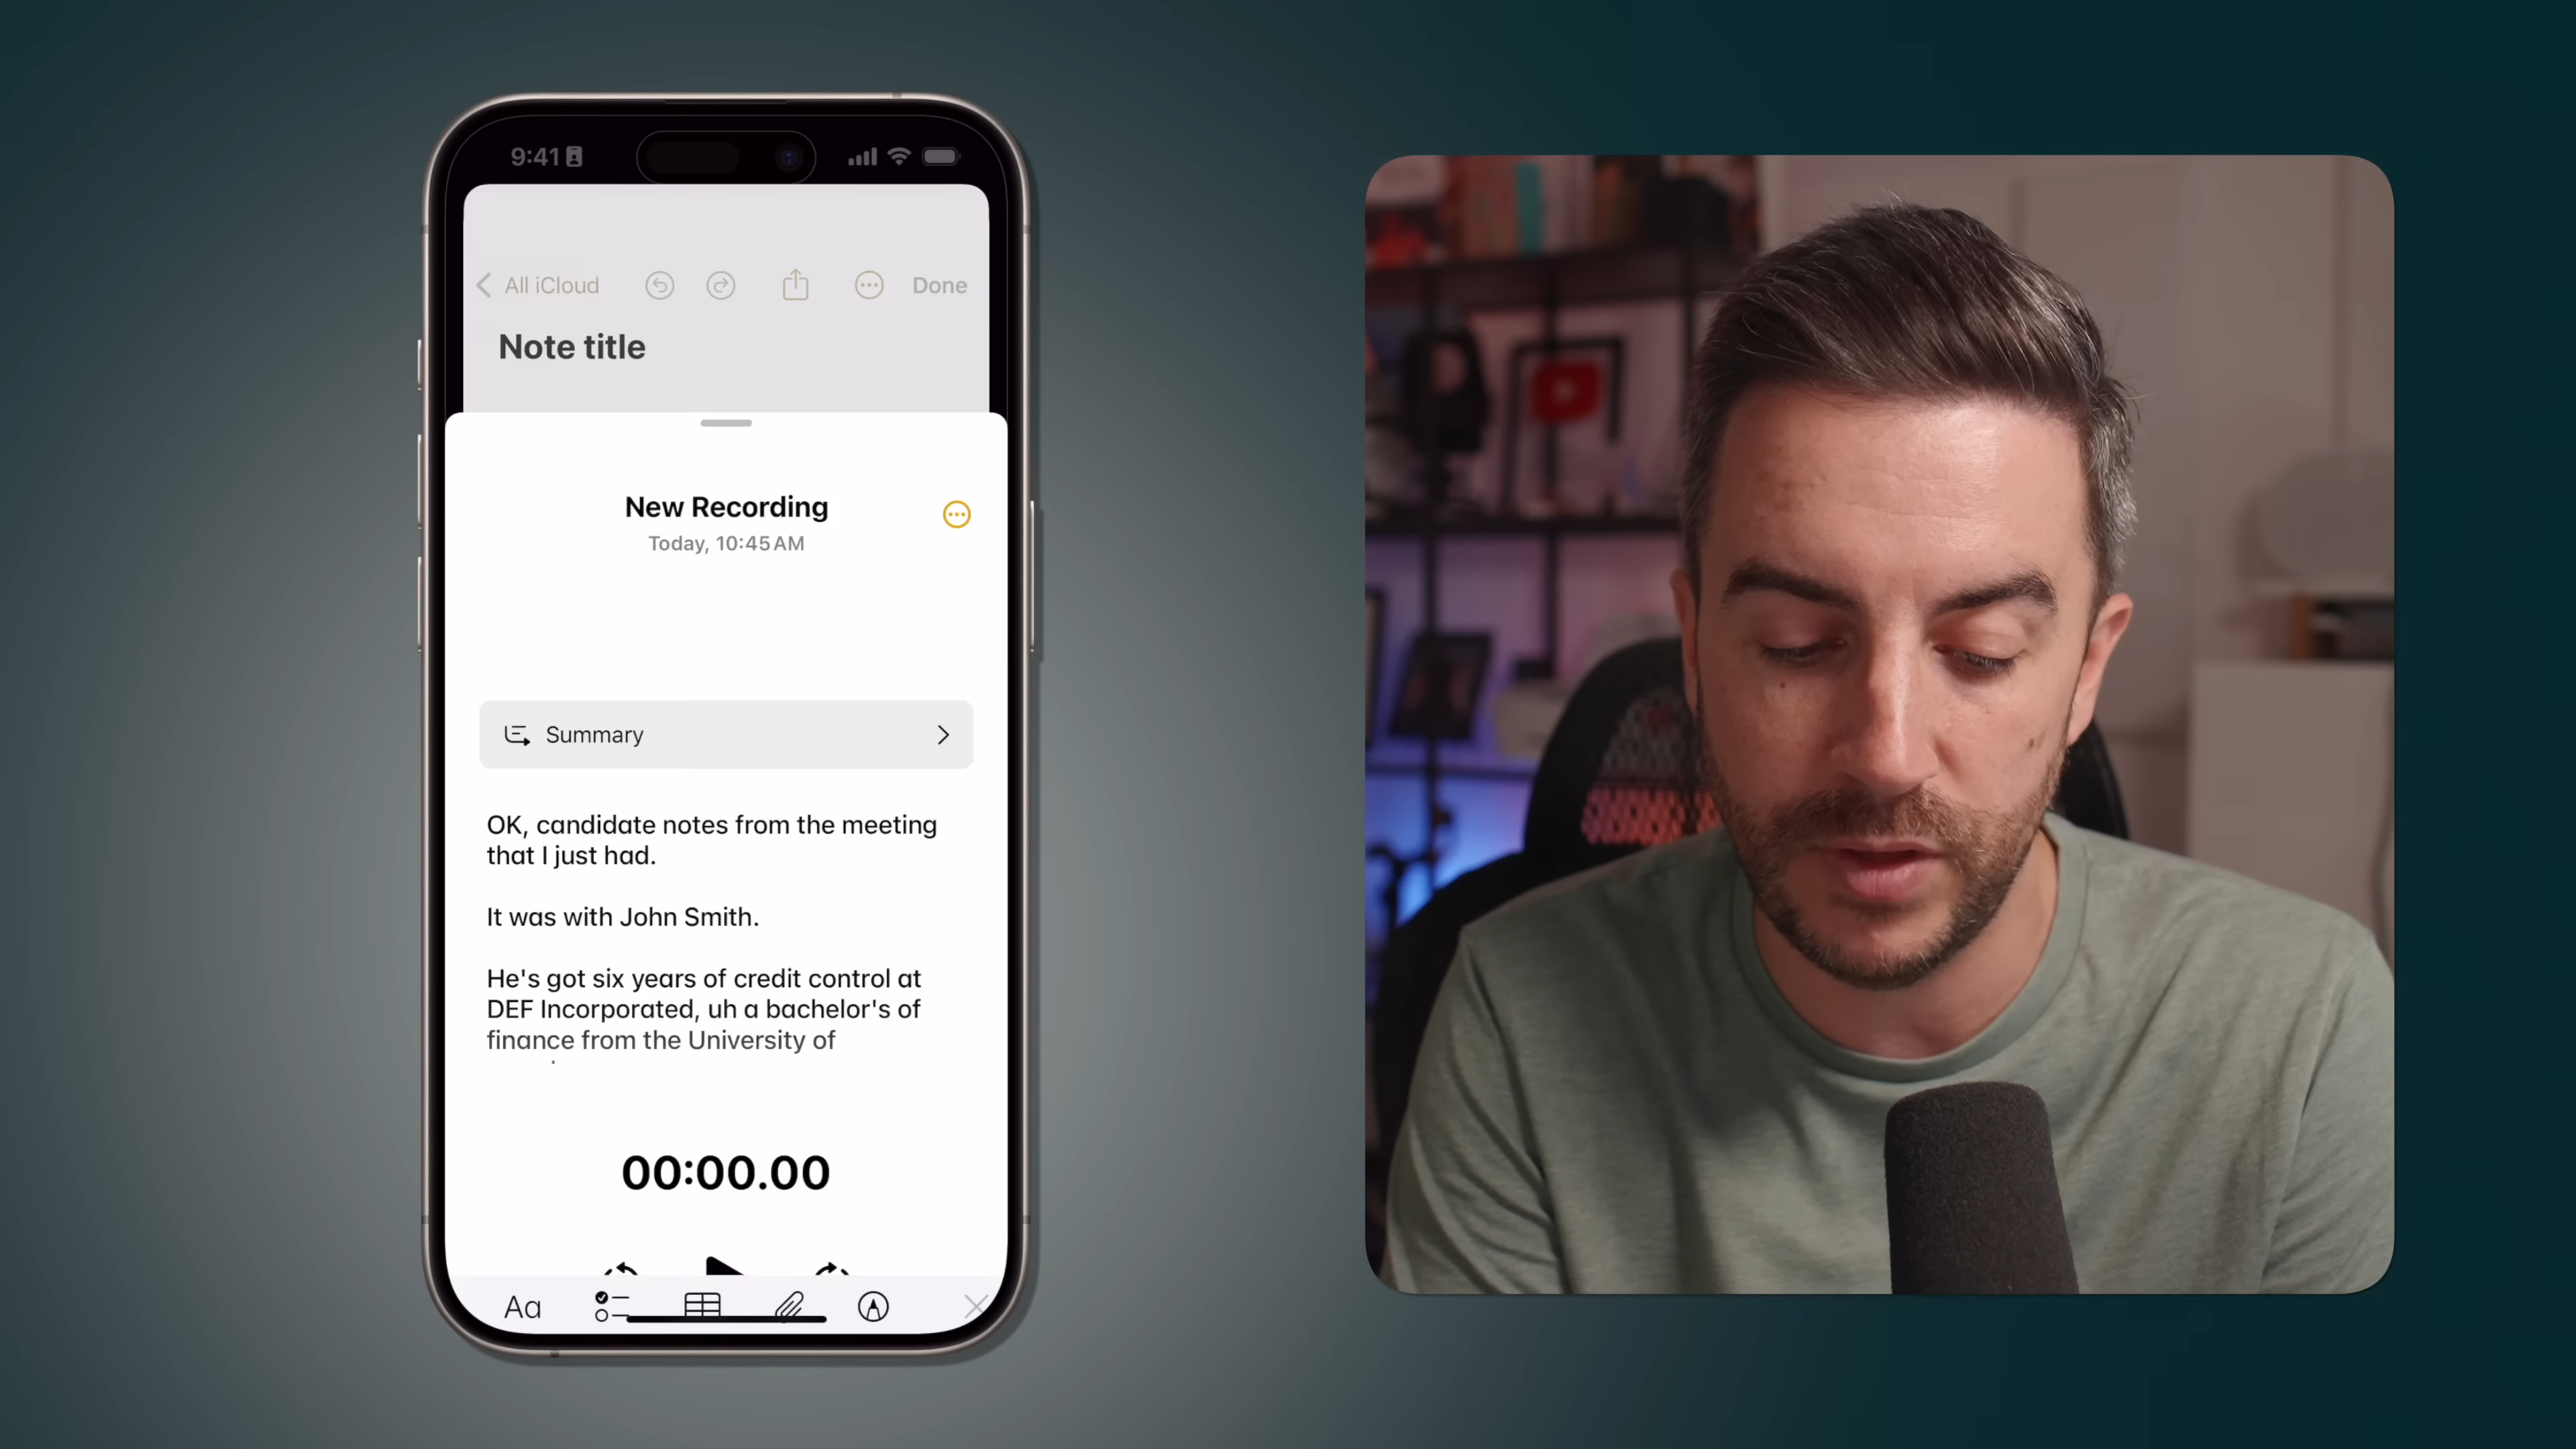 9:41
All iCloud
Done
Note title
New Recording
Today, 10:45 AM
Summary
OK, candidate notes from the meeting
that I just had.
It was with John Smith.
He's got six years of credit control at
DEF Incorporated, uh a bachelor's of
finance from the University of
00:00.00
Aa